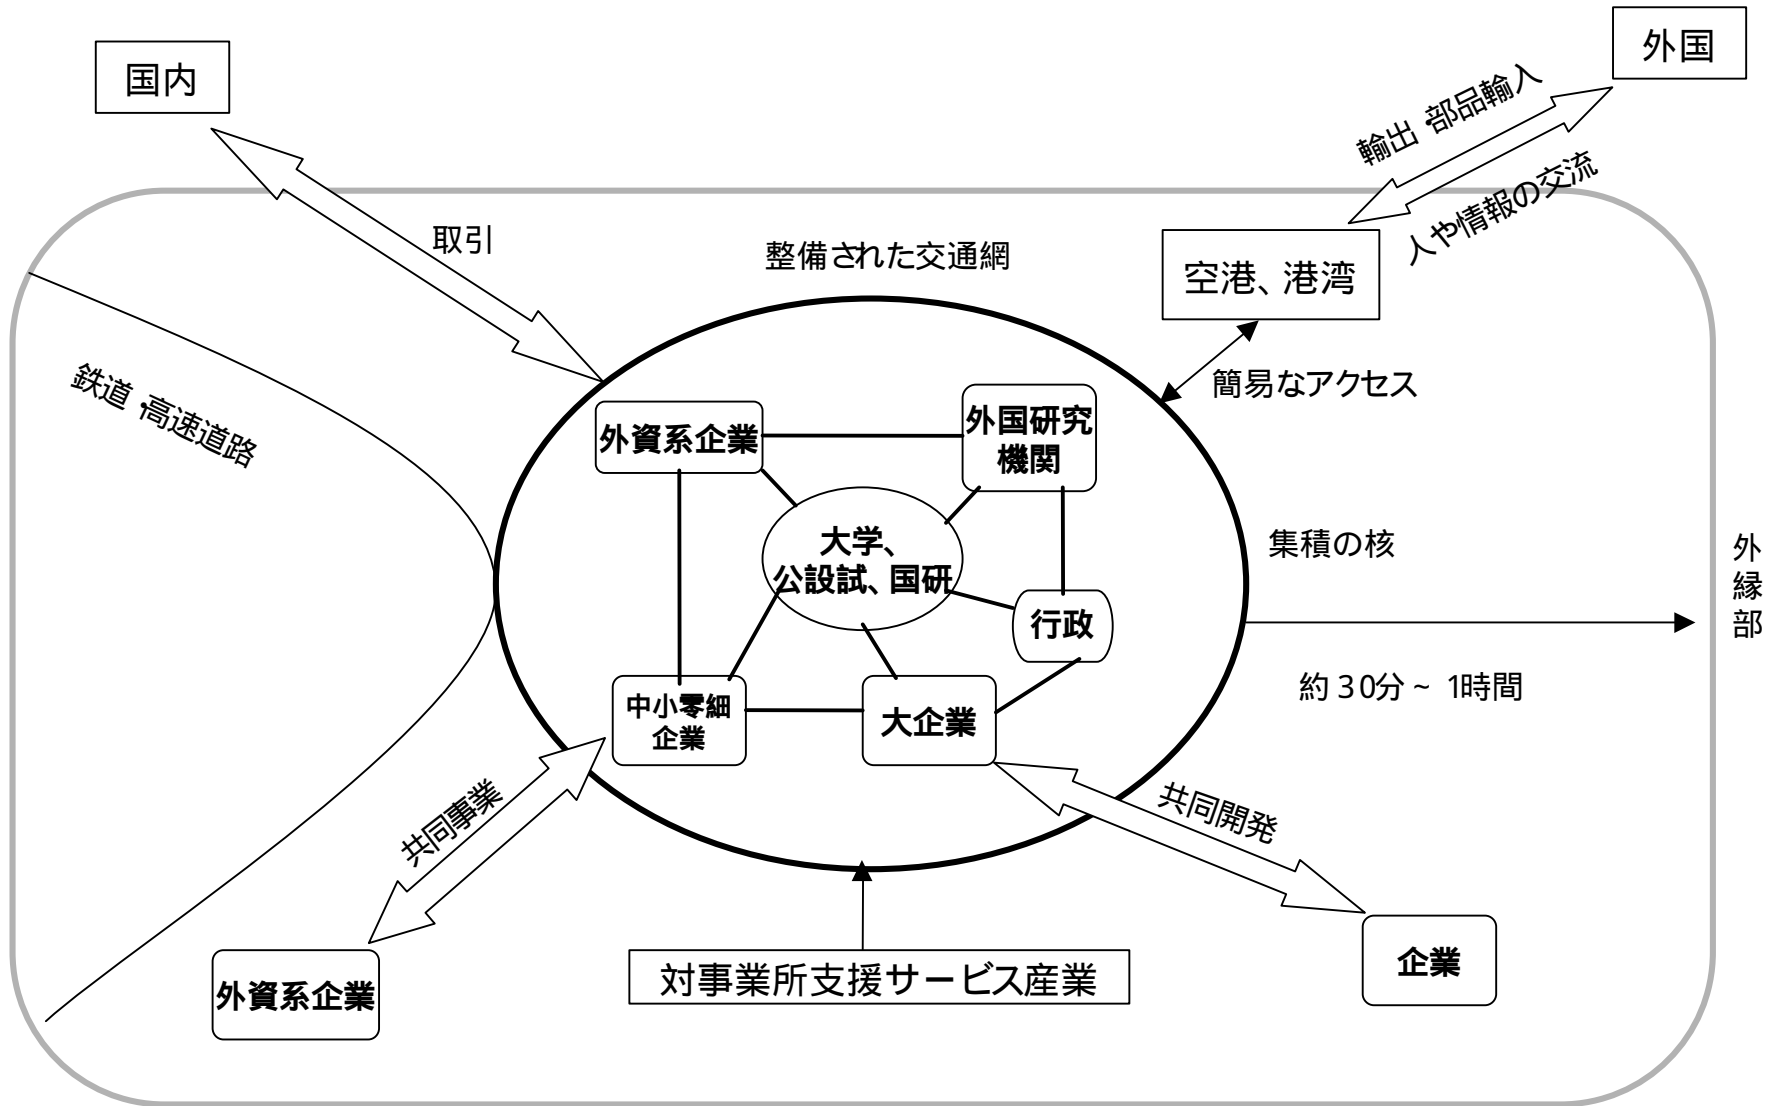 外国
国内
輸出・部品輸入
人や情報の交流
取引
整備された交通網
空港、港湾
鉄道・高速道路
簡易なアクセス
外資系企業
外国研究
機関
大学、
公設試、国研
集積の核
外
縁
部
行政
約30分~1時間
中小零細
企業
大企業
共同事業
共同開発
外資系企業
対事業所支援サービス産業
企業